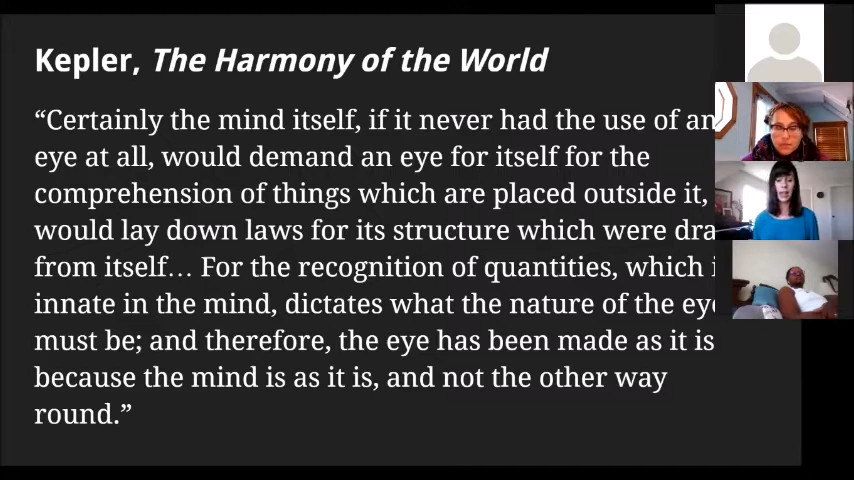 Kepler, The Harmony of the World
“Certainly the mind itself, if it never had the use of an
eye at all, would demand an eye for itself for the
comprehension of things which are placed outside it,
would lay down laws for its structure which were
from itself… For the recognition of quantities, which
innate in the mind, dictates what the nature of the
must be; and therefore, the eye has been made as it is
because the mind is as it is, and not the other way
round.”